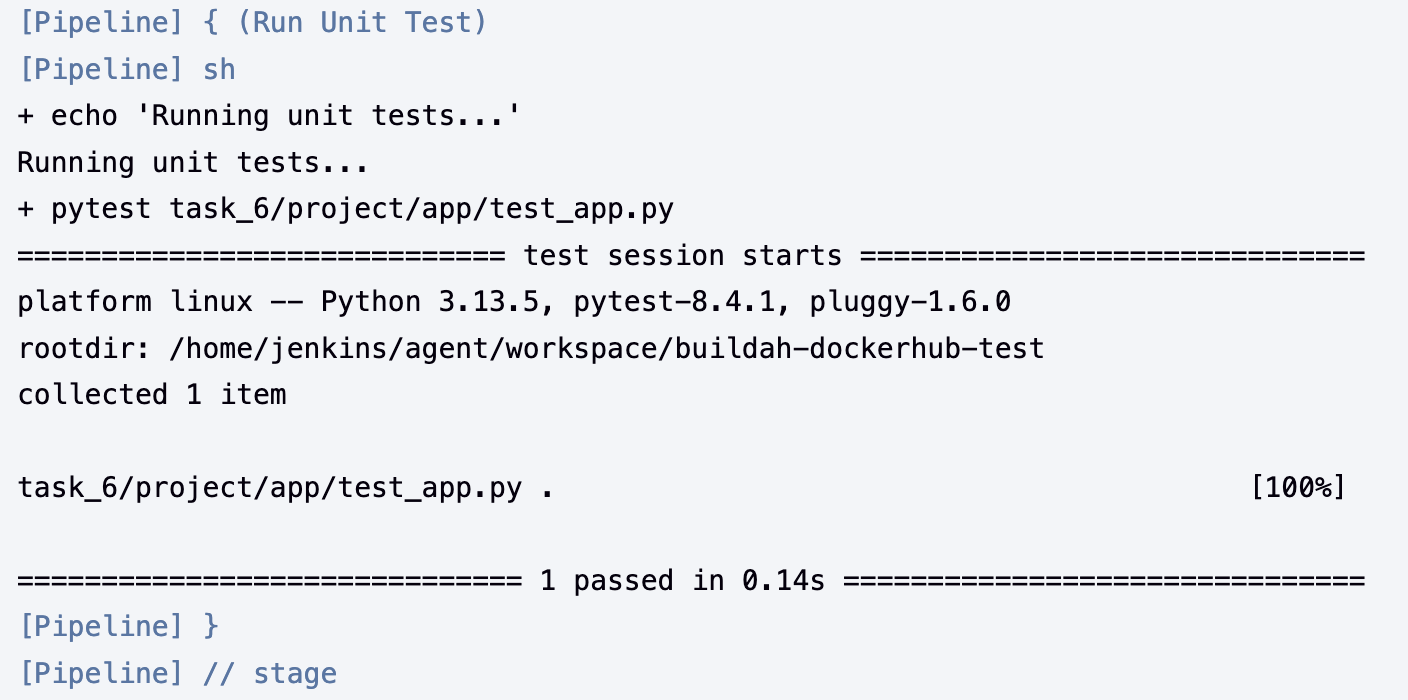 [Pipeline] { (Run Unit Test)
[Pipeline] sh
+ echo 'Running unit tests...'
Running unit tests...
+ pytest task_6/project/app/test_app.py
============================= test session starts ==============================
platform linux -- Python 3.13.5, pytest-8.4.1, pluggy-1.6.0
rootdir: /home/jenkins/agent/workspace/buildah-dockerhub-test
collected 1 item
task_6/project/app/test_app.py . [100%]
============================== 1 passed in 0.14s ===============================
[Pipeline] }
[Pipeline] // stage